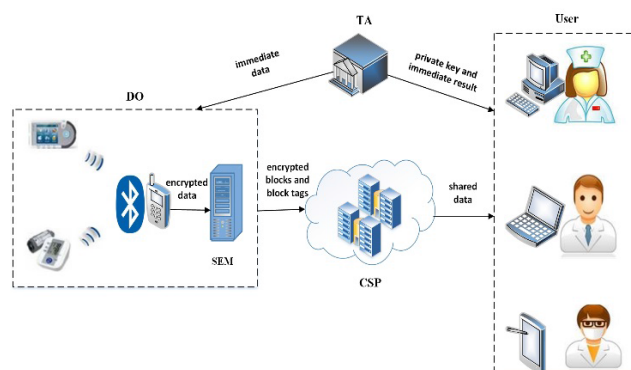 TA
User
immediate
data
private key and
immediate result
DO
encrypted
data
encrypted
blocks and
block tags
shared
data
SEM
CSP